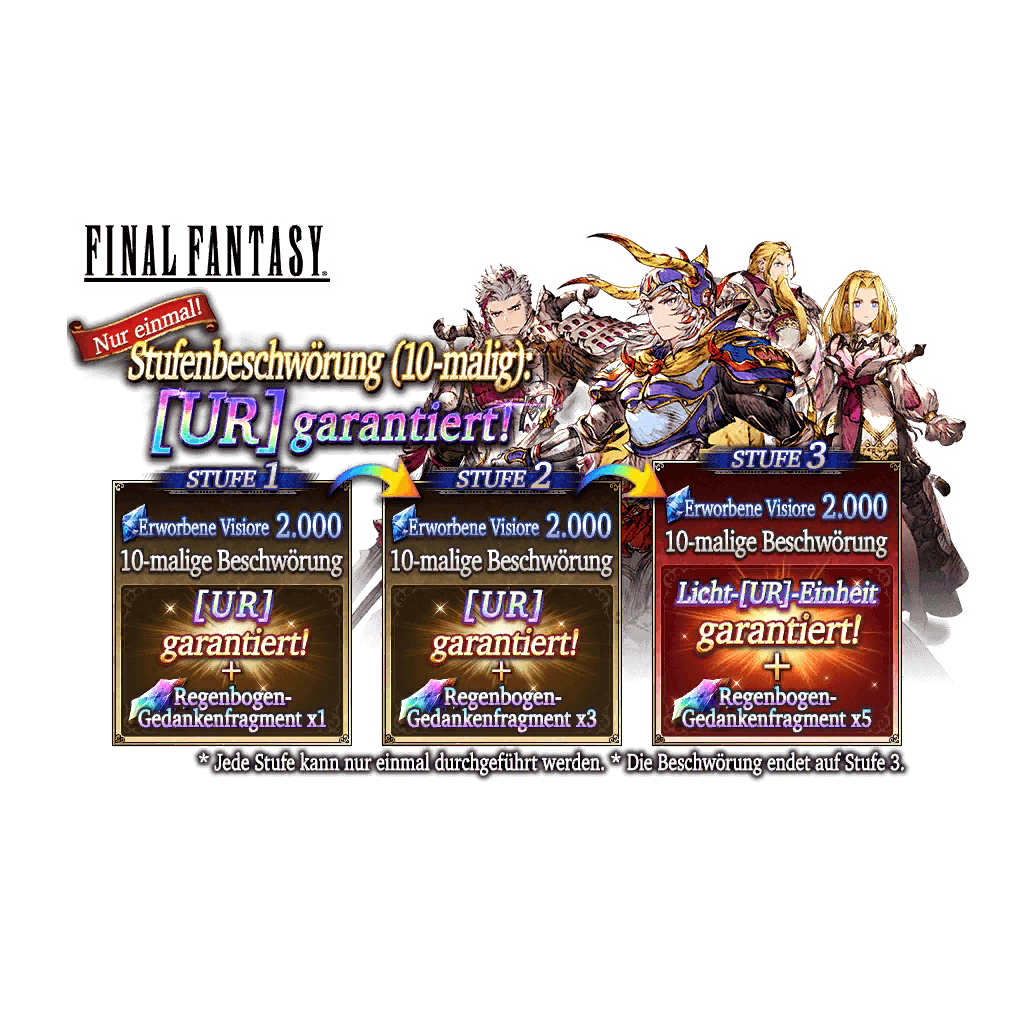 FINAL FANTASY®
Nur einmal!
Stufenbeschwörung (10-malig):
[UR] garantiert!
STUFE 1
Erworbene Visiore 2.000
10-malige Beschwörung
[UR]
garantiert!
+
Regenbogen-
Gedankenfragment x1
STUFE 2
Erworbene Visiore 2.000
10-malige Beschwörung
[UR]
garantiert!
+
Regenbogen-
Gedankenfragment x3
STUFE 3
Erworbene Visiore 2.000
10-malige Beschwörung
Licht-[UR]-Einheit
garantiert!
+
Regenbogen-
Gedankenfragment x5
* Jede Stufe kann nur einmal durchgeführt werden. * Die Beschwörung endet auf Stufe 3.